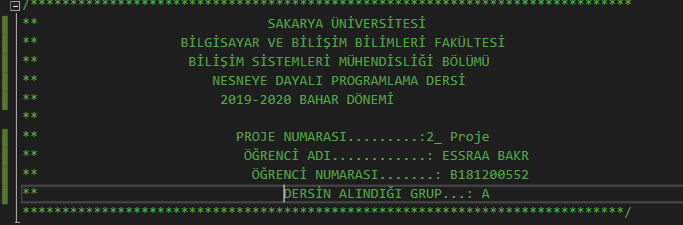 /****************************************************************************
** SAKARYA ÜNİVERSİTESİ
** BİLGİSAYAR VE BİLİŞİM BİLİMLERİ FAKÜLTESİ
** BİLİŞİM SİSTEMLERİ MÜHENDİSLİĞİ BÖLÜMÜ
** NESNEYE DAYALI PROGRAMLAMA DERSİ
** 2019-2020 BAHAR DÖNEMİ
**
** PROJE NUMARASI.........:2_ Proje
** ÖĞRENCİ ADI............: ESSRAA BAKR
** ÖĞRENCİ NUMARASI.......: B181200552
** DERSİN ALINDIĞI GRUP...: A
****************************************************************************/